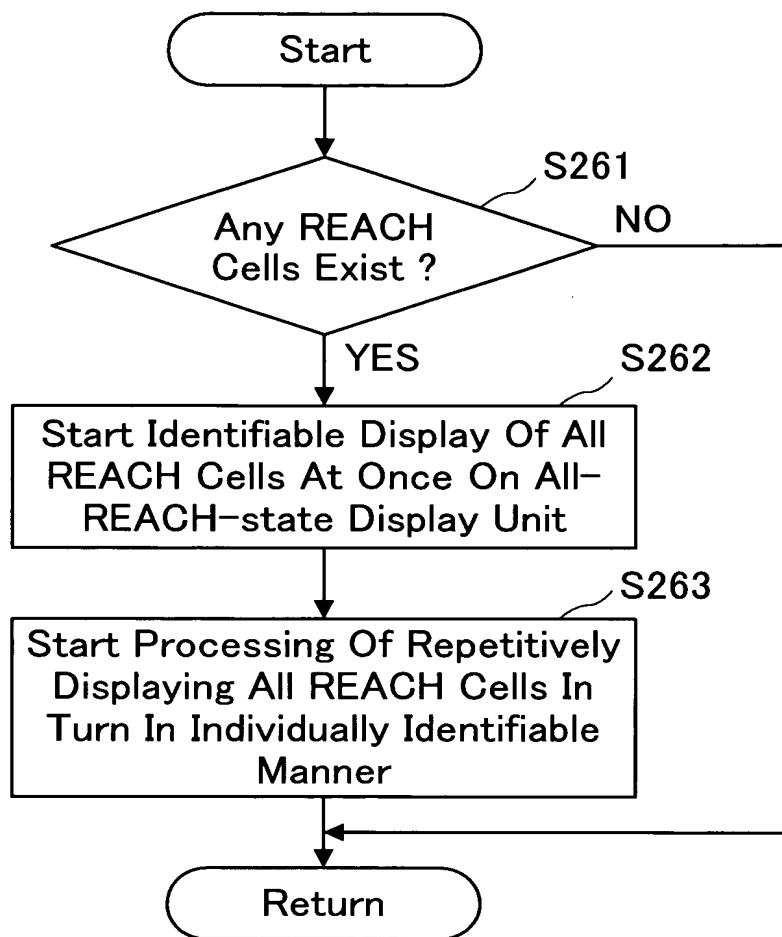 Start
S261
Any REACH
Cells Exist ?
NO
YES
S262
Start Identifiable Display Of All
REACH Cells At Once On All-
REACH-state Display Unit
S263
Start Processing Of Repetitively
Displaying All REACH Cells In
Turn In Individually Identifiable
Manner
Return